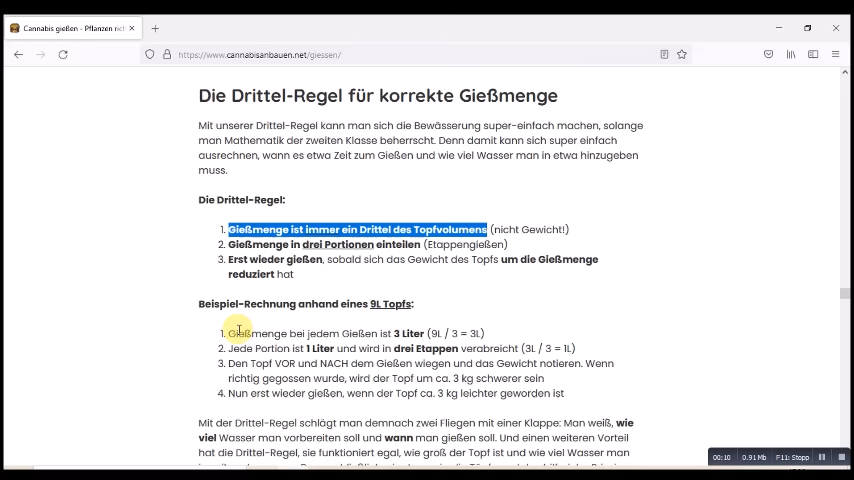 Cannabis gießen - Pflanzen rich
https://www.cannabisanbauen.net/giessen/
Die Drittel-Regel für korrekte Gießmenge
Mit unserer Drittel-Regel kann man sich die Bewässerung super-einfach machen, solange
man Mathematik der zweiten Klasse beherrscht. Denn damit kann sich super einfach
ausrechnen, wann es etwa Zeit zum Gießen und wie viel Wasser man in etwa hinzugeben
muss.
Die Drittel-Regel:
1. Gießmenge ist immer ein Drittel des Topfvolumens (nicht Gewicht!)
2. Gießmenge in drei Portionen einteilen (Etappengießen)
3. Erst wieder gießen, sobald sich das Gewicht des Topfs um die Gießmenge
reduziert hat
Beispiel-Rechnung anhand eines 9L Topfs:
1. Gießmenge bei jedem Gießen ist 3 Liter (9L / 3 = 3L)
2. Jede Portion ist 1 Liter und wird in drei Etappen verabreicht (3L / 3 = 1L)
3. Den Topf VOR und NACH dem Gießen wiegen und das Gewicht notieren. Wenn
richtig gegossen wurde, wird der Topf um ca. 3 kg schwerer sein
4. Nun erst wieder gießen, wenn der Topf ca. 3 kg leichter geworden ist
Mit der Drittel-Regel schlägt man demnach zwei Fliegen mit einer Klappe: Man weiß, wie
viel Wasser man vorbereiten soll und wann man gießen soll. Und einen weiteren Vorteil
hat die Drittel-Regel, sie funktioniert egal, wie groß der Topf ist und wie viel Wasser man
00:10 0.91 Mb F11: Stopp